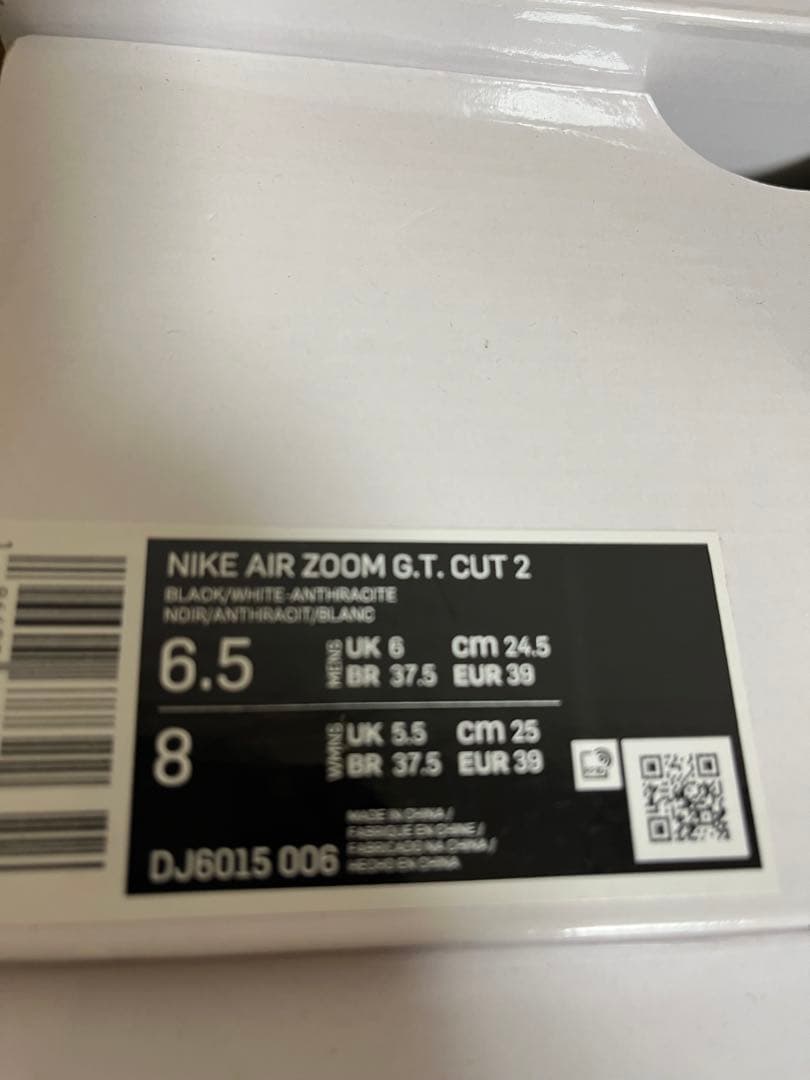 NIKE AIR ZOOM G.T. CUT 2
BLACK/WHITE-ANTHRACITE
NOIR/ANTHRACIT/BLANC
6.5 MENS UK 6 cm 24.5
BR 37.5 EUR 39
8 WMNS UK 5.5 cm 25
BR 37.5 EUR 39
MADE IN CHINA /
FABRIQUE EN CHINE /
FABRICADO NA CHINA /
HECHO EN CHINA
DJ6015 006